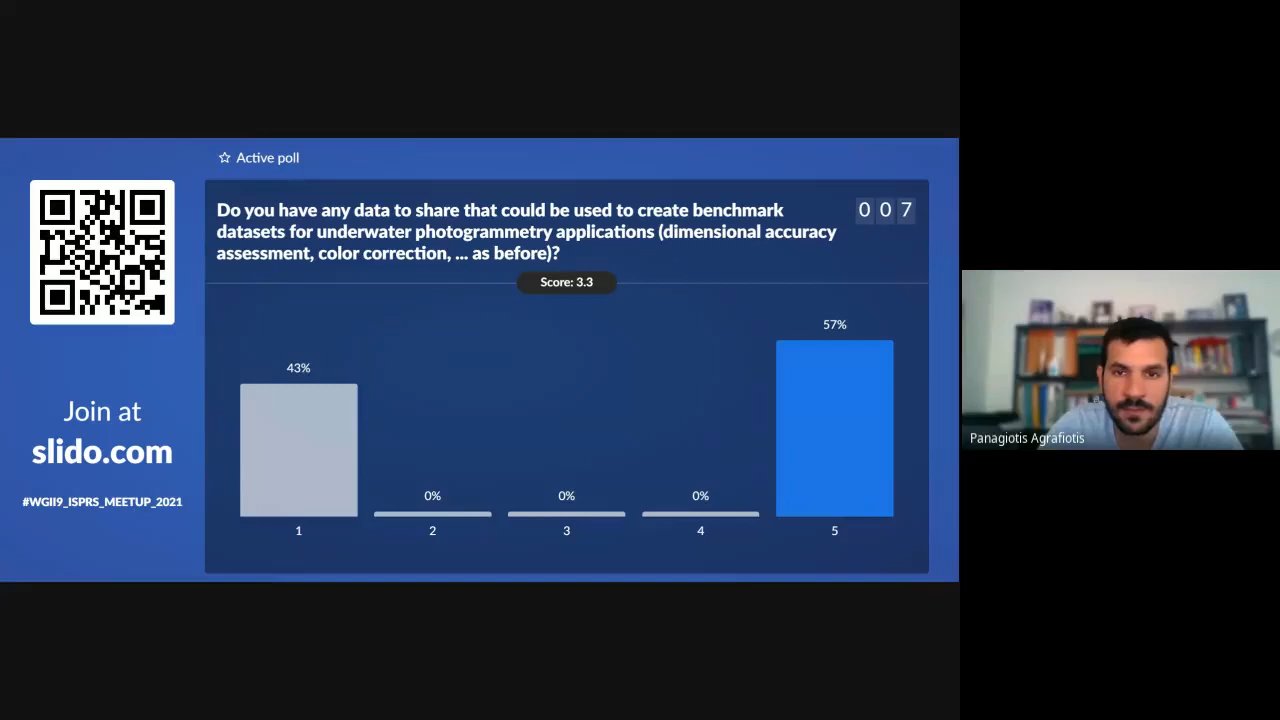 Active poll
Do you have any data to share that could be used to create benchmark
datasets for underwater photogrammetry applications (dimensional accuracy
assessment, color correction, ... as before)?
0 0 7
Score: 3.3
43%
0%
0%
0%
57%
1
2
3
4
5
Join at
slido.com
#WGII9_ISPRS_MEETUP_2021
Panagiotis Agrafiotis